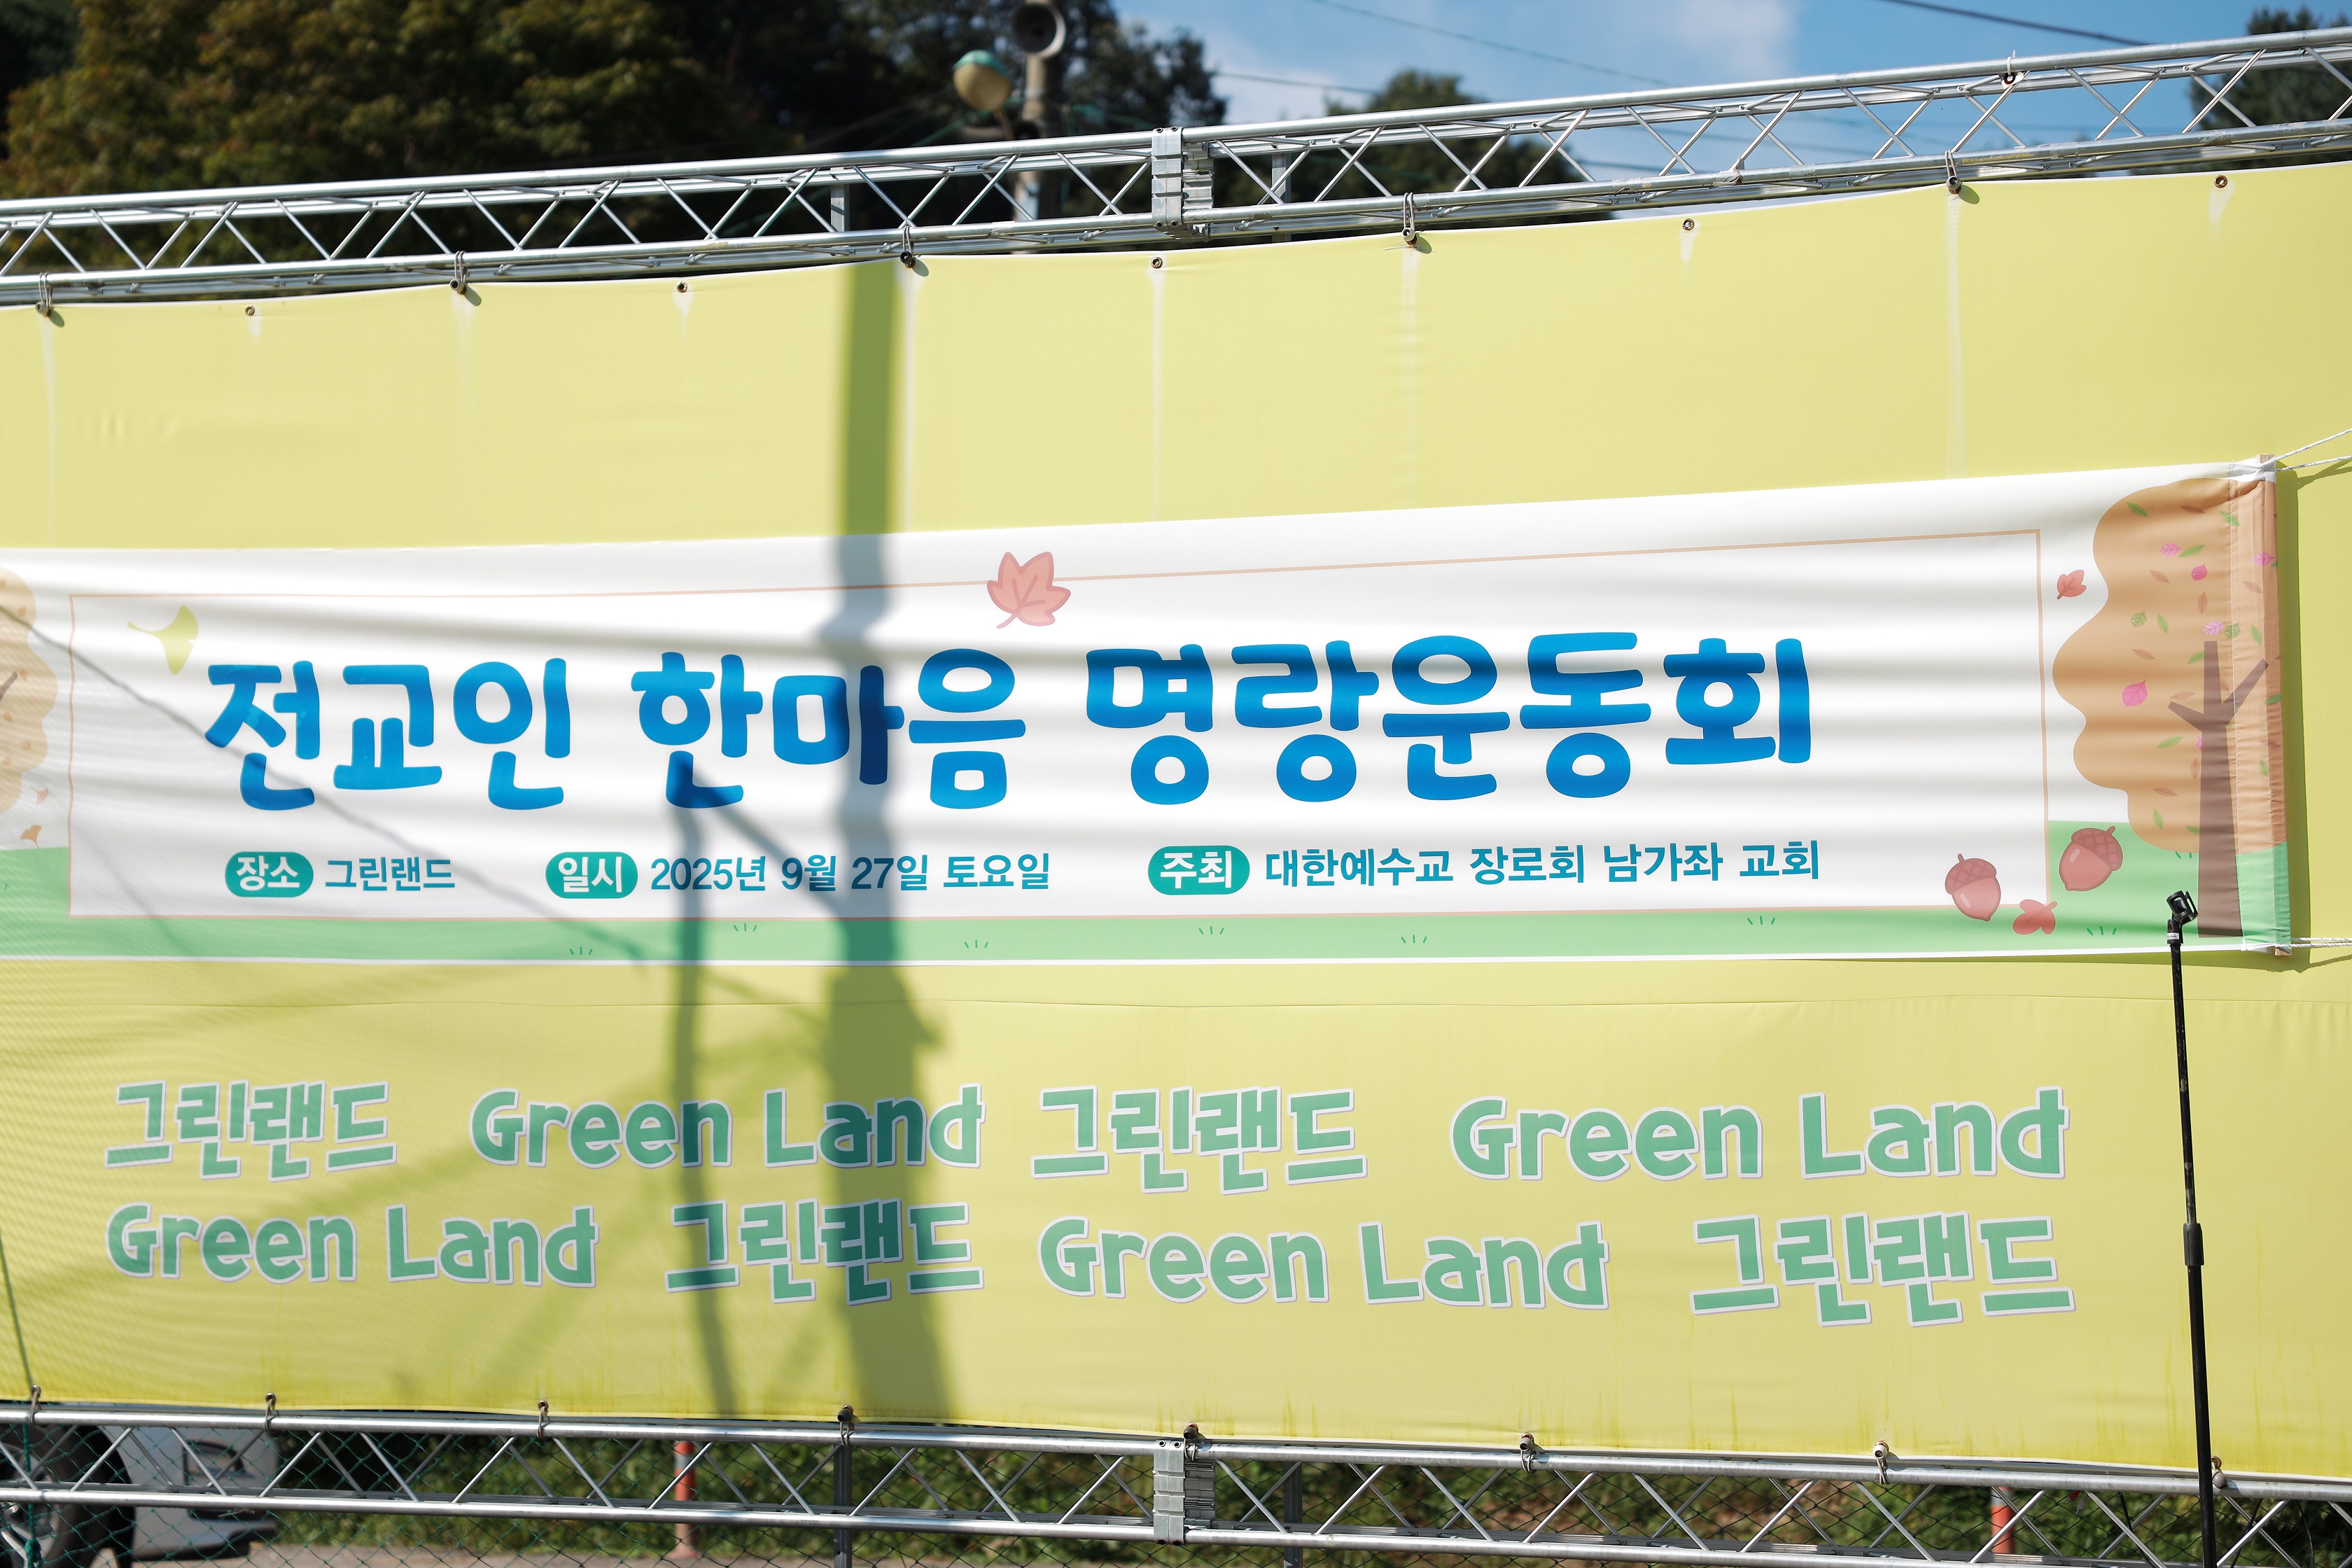 전교인 한마음 명랑운동회
장소 그린랜드 일시 2025년 9월 27일 토요일 주최 대한예수교 장로회 남가좌 교회
그린랜드 Green Land 그린랜드 Green Land
Green Land 그린랜드 Green Land 그린랜드